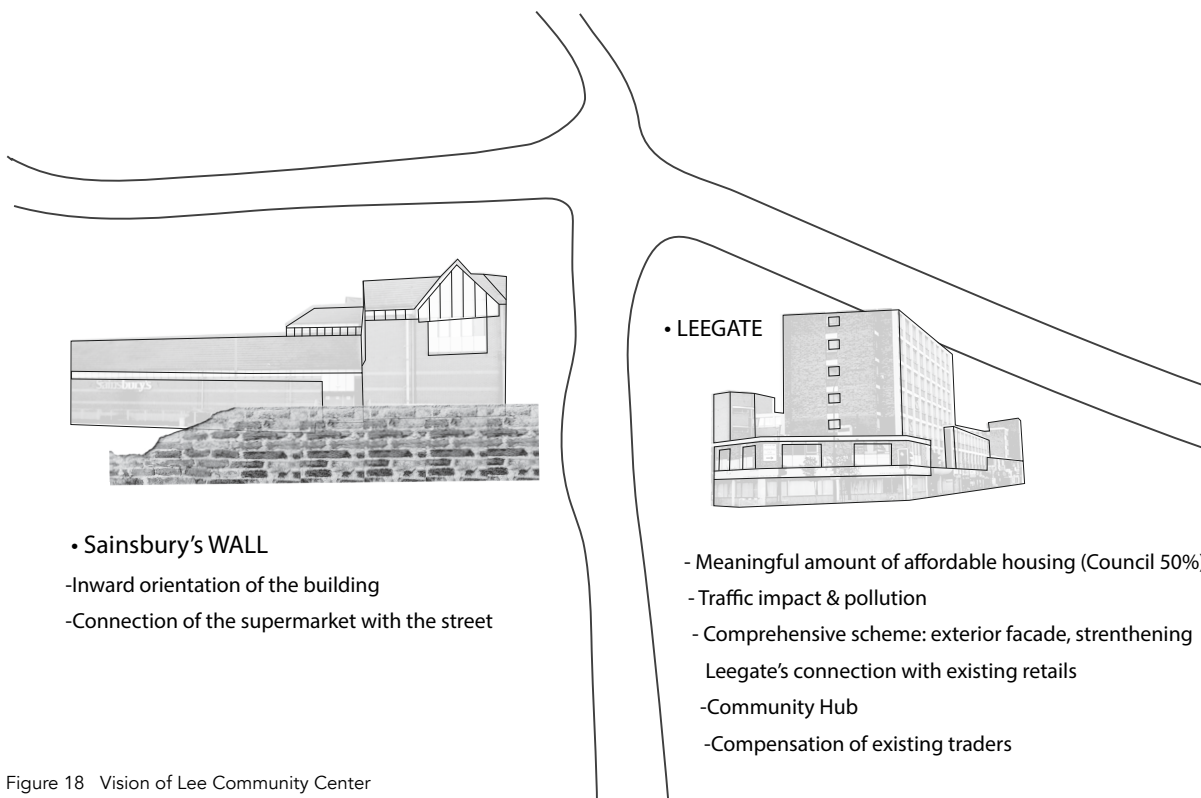 Sainsbury's
• Sainsbury's WALL
-Inward orientation of the building
-Connection of the supermarket with the street
• LEEGATE
- Meaningful amount of affordable housing (Council 50%)
- Traffic impact & pollution
- Comprehensive scheme: exterior facade, strenthening
Leegate's connection with existing retails
-Community Hub
-Compensation of existing traders
Figure 18 Vision of Lee Community Center